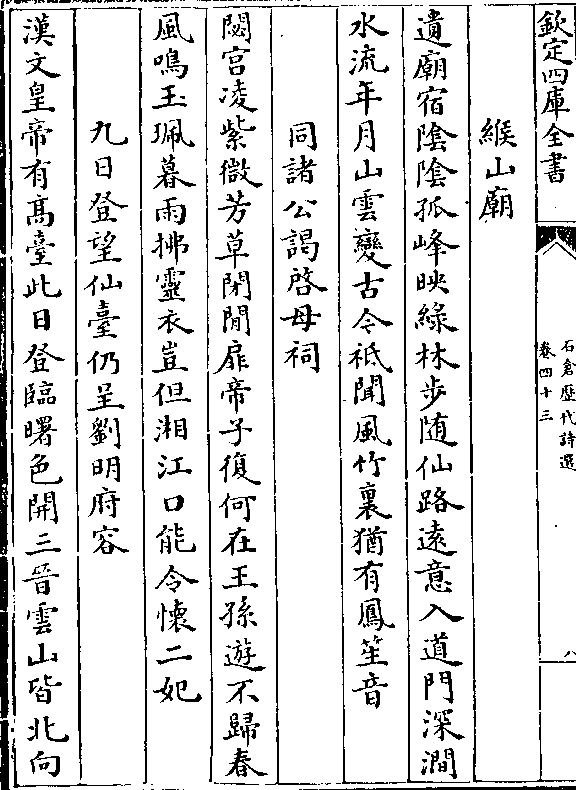 欽定四庫全書
石倉歷代詩選
卷四十三
八
緱山廟
遺廟宿陰陰孤峰映綠林步隨仙路遠意入道門深澗
水流年月山雲變古今祗聞風竹裏猶有鳳笙音
同諸公謁啓母祠
閟宮凌紫微芳草閉閒扉帝子復何在王孫遊不歸春
風鳴玉珮暮雨拂靈衣豈但湘江口能令懷二妃
九日登望仙臺仍呈劉明府容
漢文皇帝有髙臺此日登臨曙色開三晉雲山皆北向